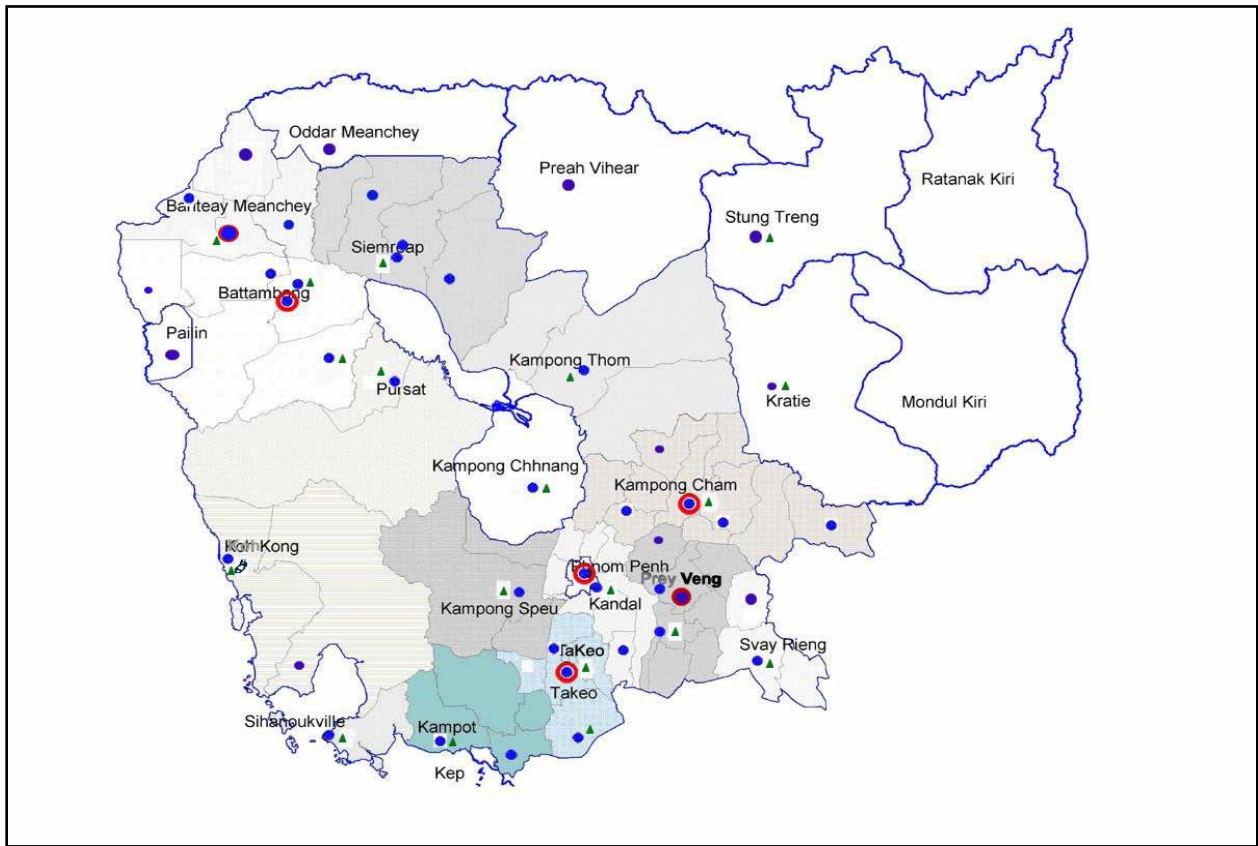 Oddar Meanchey
Preah Vihear
Ratanak Kiri
Banteay Meanchey
Stung Treng
Siemreap
Battambang
Pailin
Kampong Thom
Pursat
Kratie
Mondul Kiri
Kampong Chhnang
Kampong Cham
Koh Kong
Phnom Penh
Prey Veng
Kampong Speu
Kandal
Svay Rieng
TaKeo
Takeo
Sihanoukville
Kampot
Kep